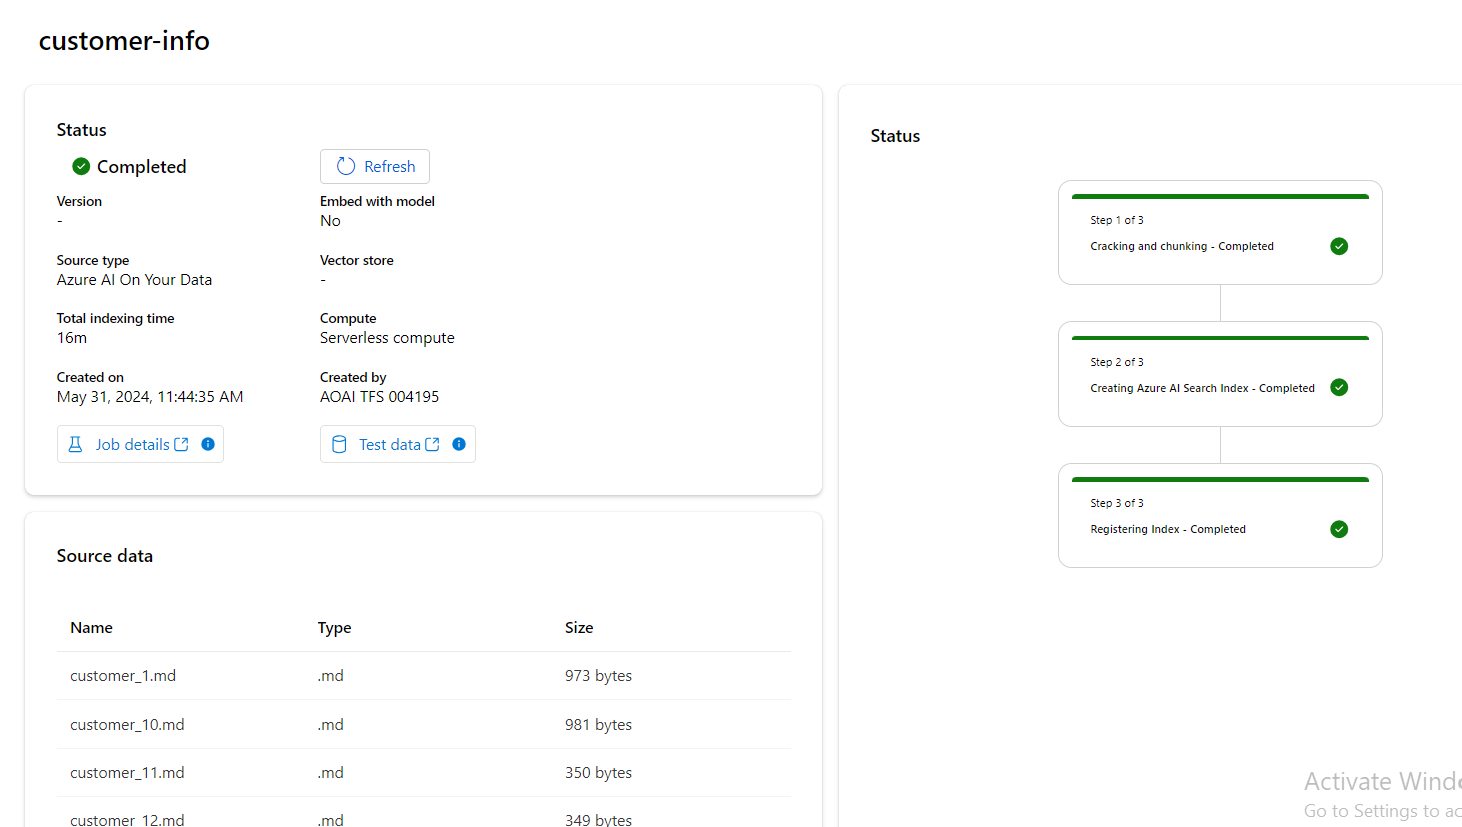 customer-info
Status
Completed
Refresh
Version
-
Embed with model
No
Source type
Azure AI On Your Data
Vector store
-
Total indexing time
16m
Compute
Serverless compute
Created on
May 31, 2024, 11:44:35 AM
Created by
AOAI TFS 004195
Job details
Test data
Source data
Name Type Size
customer_1.md .md 973 bytes
customer_10.md .md 981 bytes
customer_11.md .md 350 bytes
customer_12.md .md 349 bytes
Status
Step 1 of 3
Cracking and chunking - Completed
Step 2 of 3
Creating Azure AI Search Index - Completed
Step 3 of 3
Registering Index - Completed
Activate
Go to Settings to